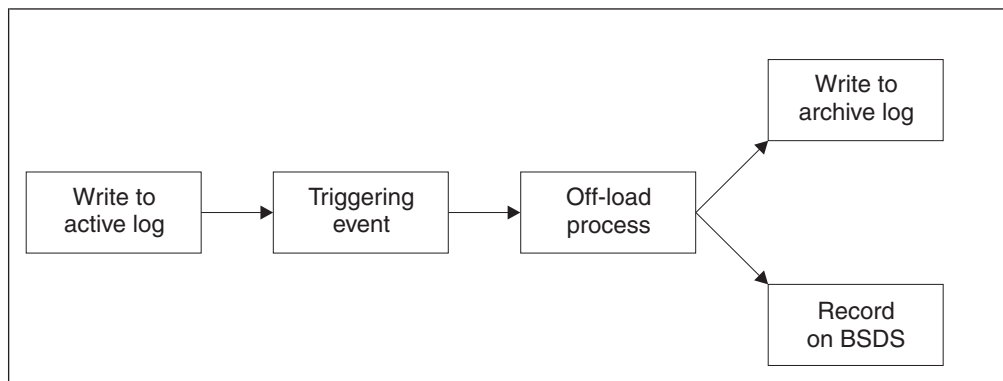 Write to
active log
Triggering
event
Off-load
process
Write to
archive log
Record
on BSDS